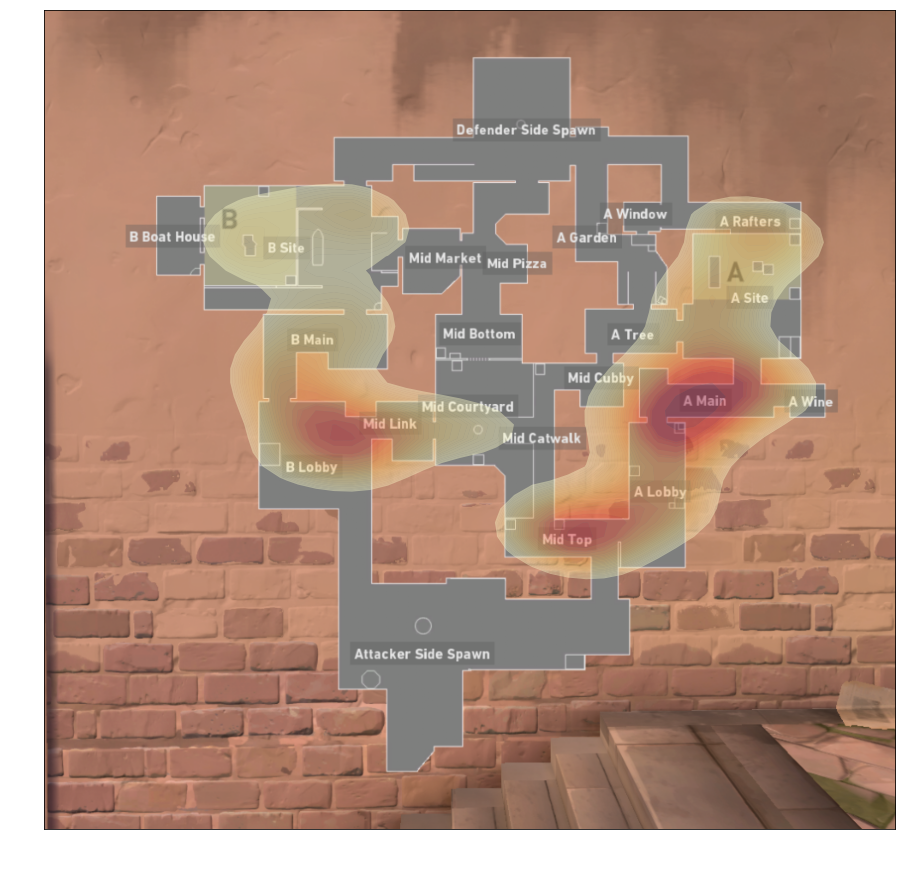 Defender Side Spawn
A Window
A Rafters
B
B Boat House
B Site
A Garden
Mid Market
Mid Pizza
A
A Site
B Main
Mid Bottom
A Tree
Mid Cubby
A Main
A Wine
Mid Courtyard
Mid Link
Mid Catwalk
B Lobby
A Lobby
Mid Top
Attacker Side Spawn